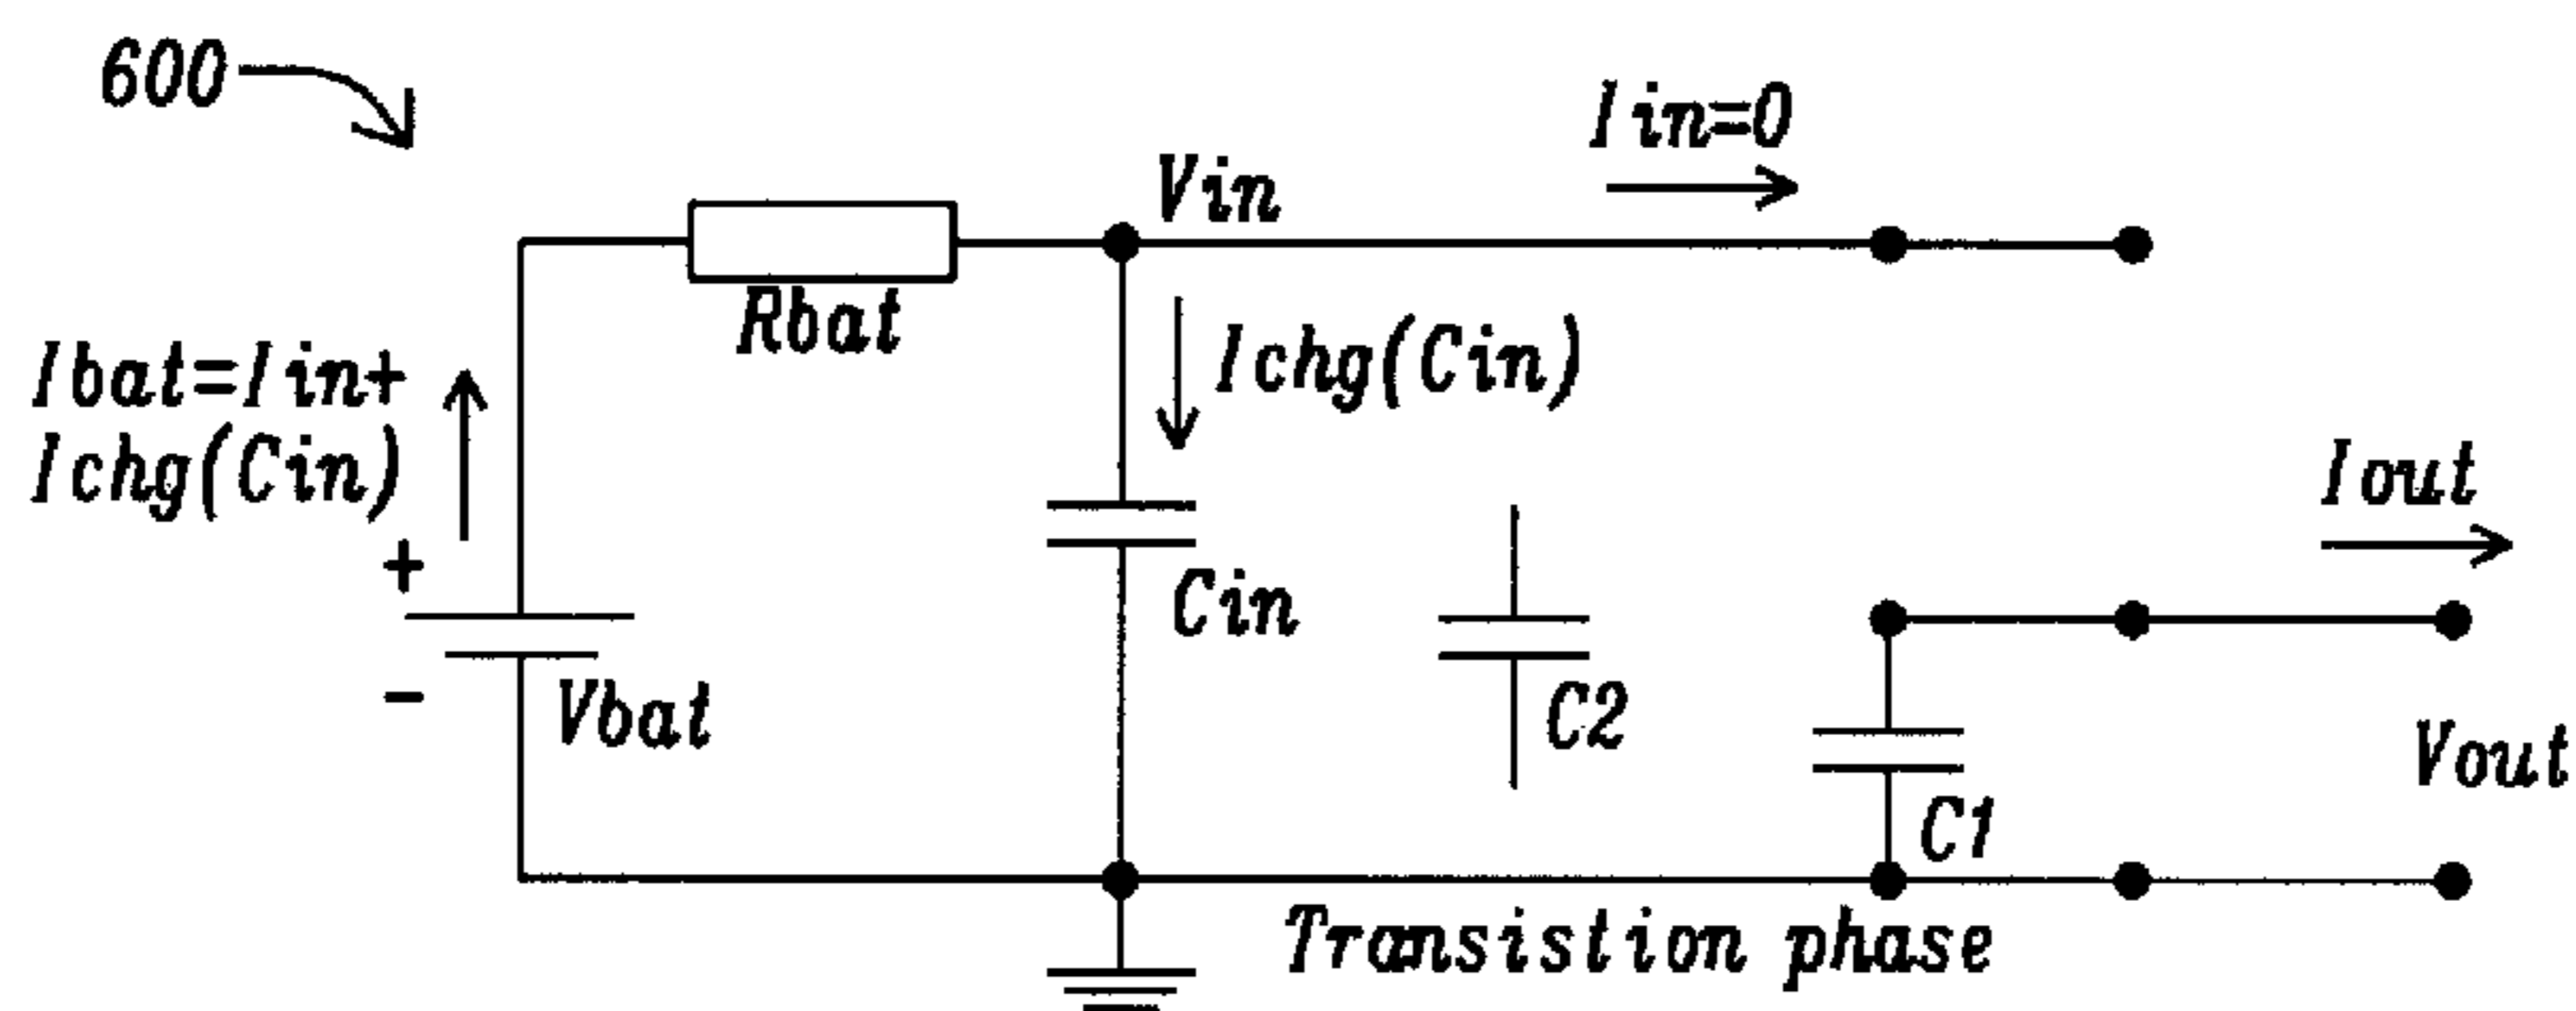 600
Iin=0
Vin
Rbat
Ichg(Cin)
Ibat=Iin+
Ichg(Cin)
Iout
+
Cin
-
Vbat
C2
Vout
C1
Transistion phase